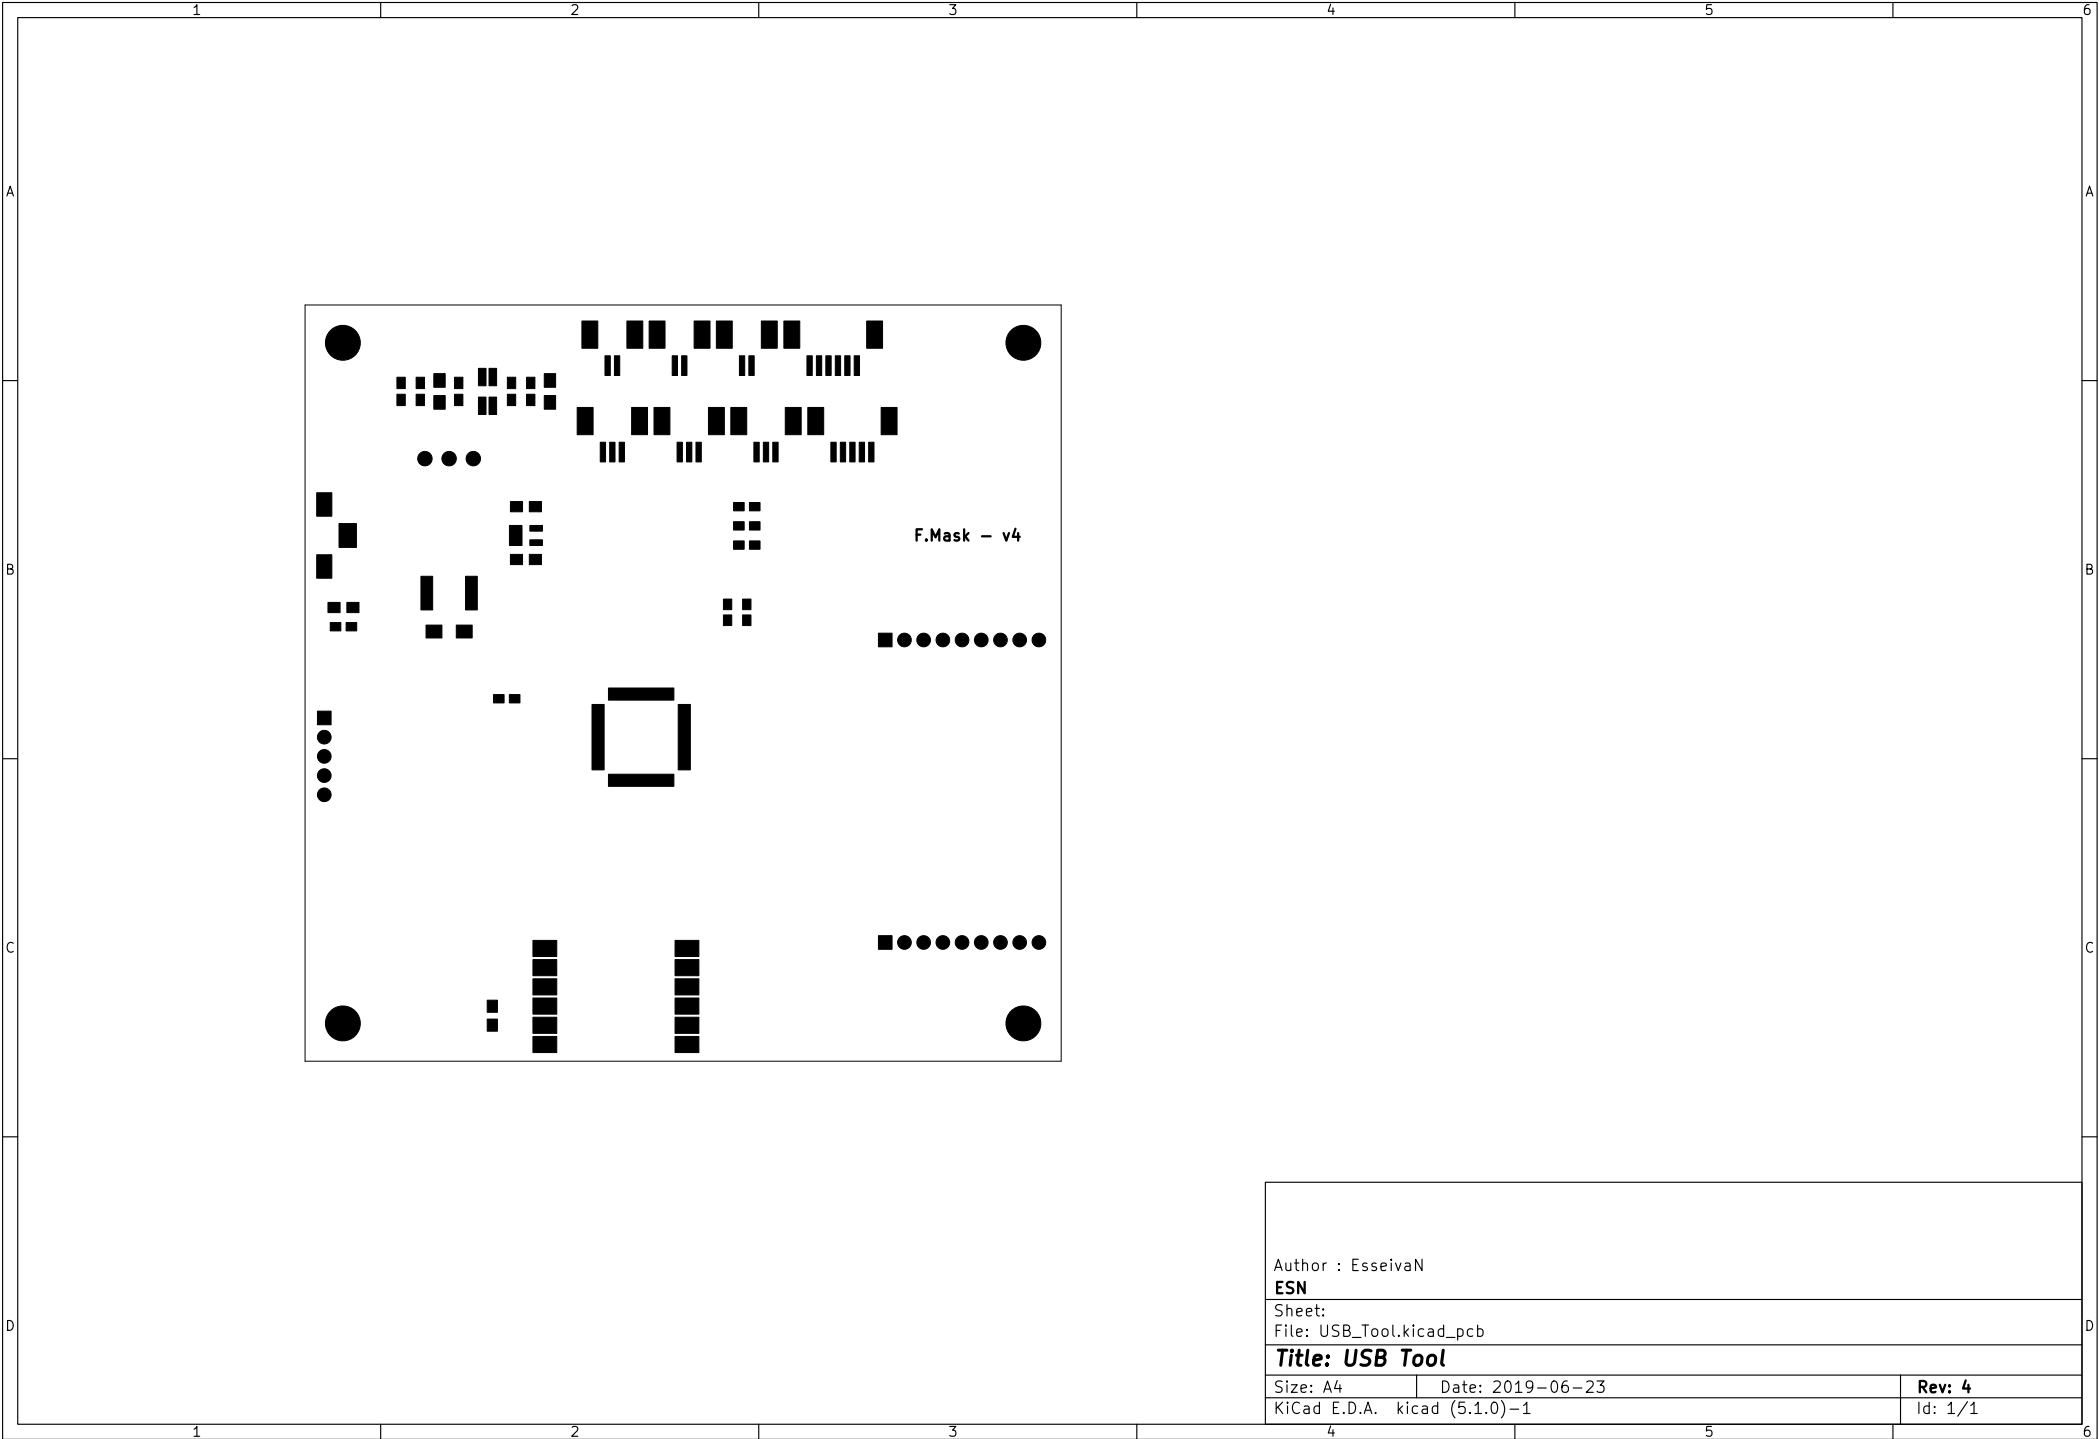 1 2 3 4 5 6
A A
B B
F.Mask - v4
C C
D D
Author : EsseivaN
ESN
Sheet:
File: USB_Tool.kicad_pcb
Title: USB Tool
Size: A4 Date: 2019-06-23 Rev: 4
KiCad E.D.A. kicad (5.1.0)-1 Id: 1/1
1 2 3 4 5 6